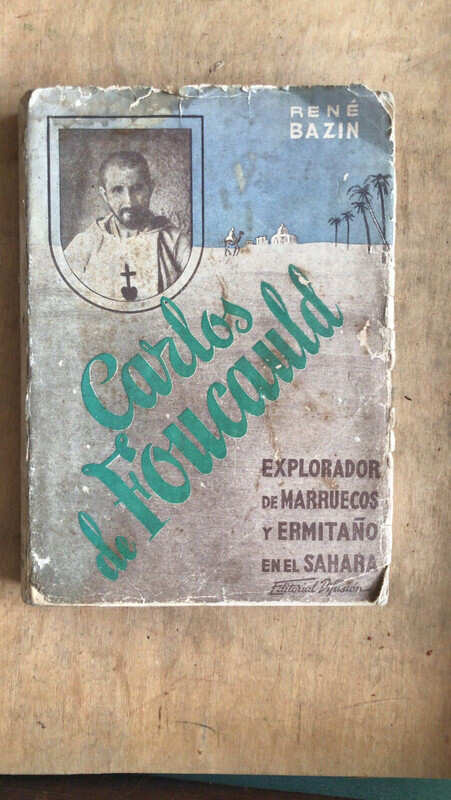 RENÉ
BAZIN
Carlos
de Foucauld
EXPLORADOR
DE MARRUECOS
Y ERMITAÑO
EN EL SAHARA
Editorial Difusión